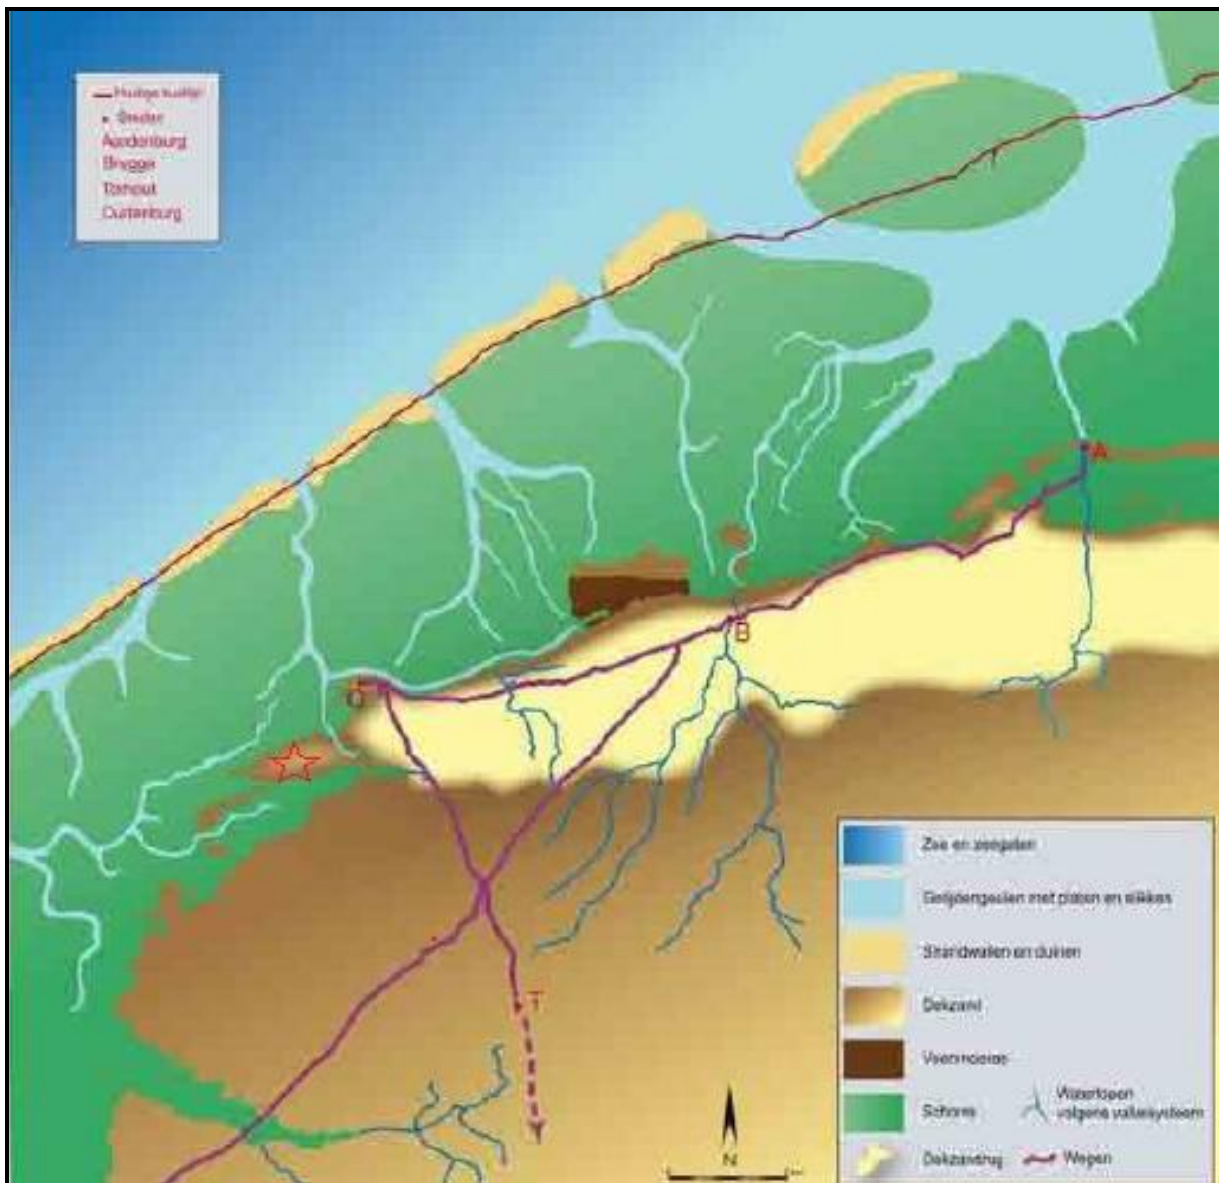 Huidige kustlijn
Steden
Aardenburg
Brugge
Torhout
Oudenburg
A
B
O
T
Zee en zeegaten
Getijdengeulen met platen en slikken
Strandwallen en duinen
Dekzand
Veenmoeras
Schorre
Waterlopen
volgens valleisysteem
Dekzandrug
Wegen
N